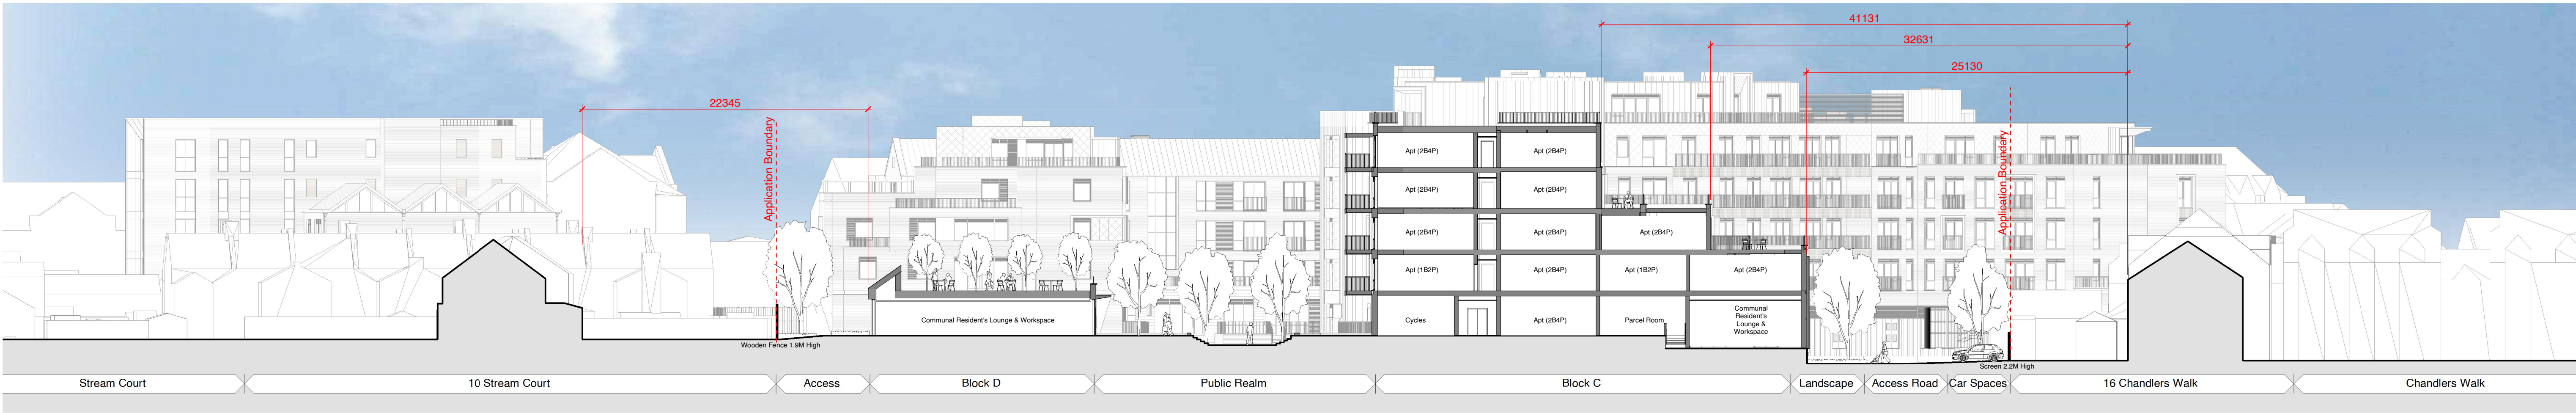 41131
32631
25130
22345
Application Boundary
Application Boundary
Apt (2B4P)
Apt (2B4P)
Apt (2B4P)
Apt (2B4P)
Apt (2B4P)
Apt (2B4P)
Apt (2B4P)
Apt (1B2P)
Apt (2B4P)
Apt (1B2P)
Apt (2B4P)
Communal Resident's Lounge & Workspace
Cycles
Apt (2B4P)
Parcel Room
Communal
Resident's
Lounge &
Workspace
Wooden Fence 1.9M High
Screen 2.2M High
Stream Court
10 Stream Court
Access
Block D
Public Realm
Block C
Landscape
Access Road
Car Spaces
16 Chandlers Walk
Chandlers Walk